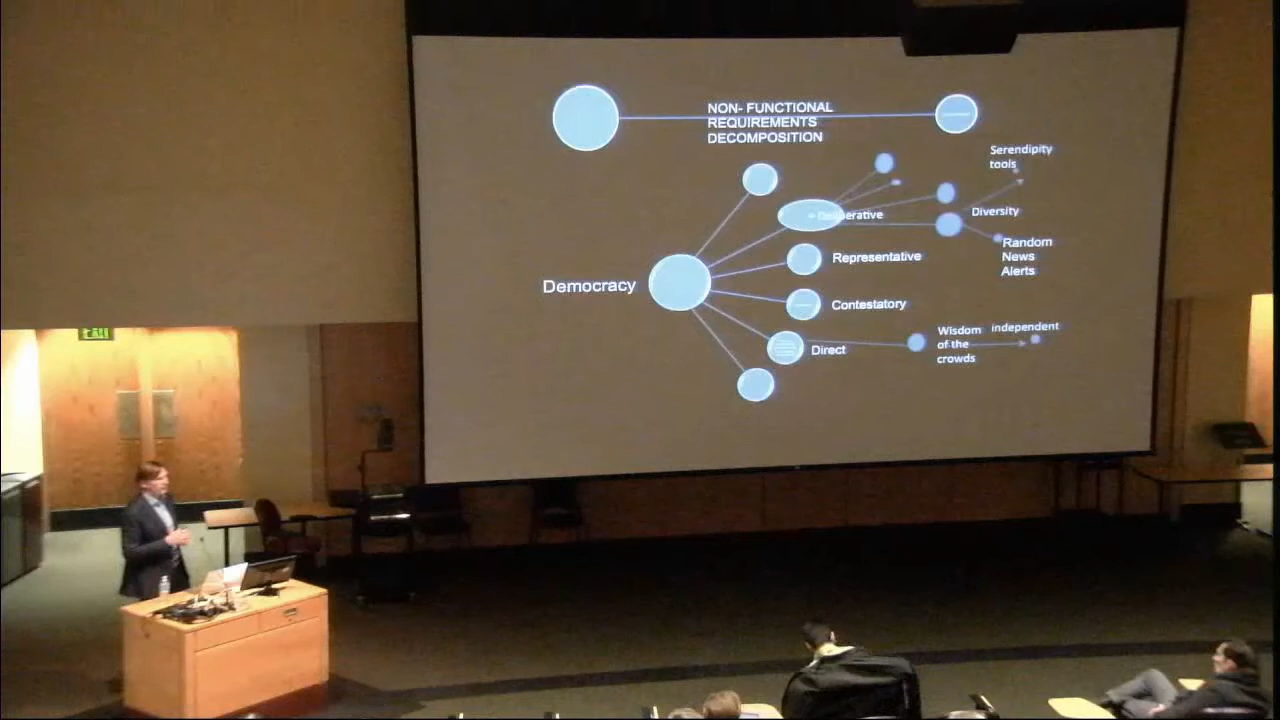 NON- FUNCTIONAL
REQUIREMENTS
DECOMPOSITION
Serendipity
tools
Deliberative
Diversity
Random
News
Alerts
Representative
Democracy
Contestatory
Wisdom
of the
crowds
independent
Direct
EXIT